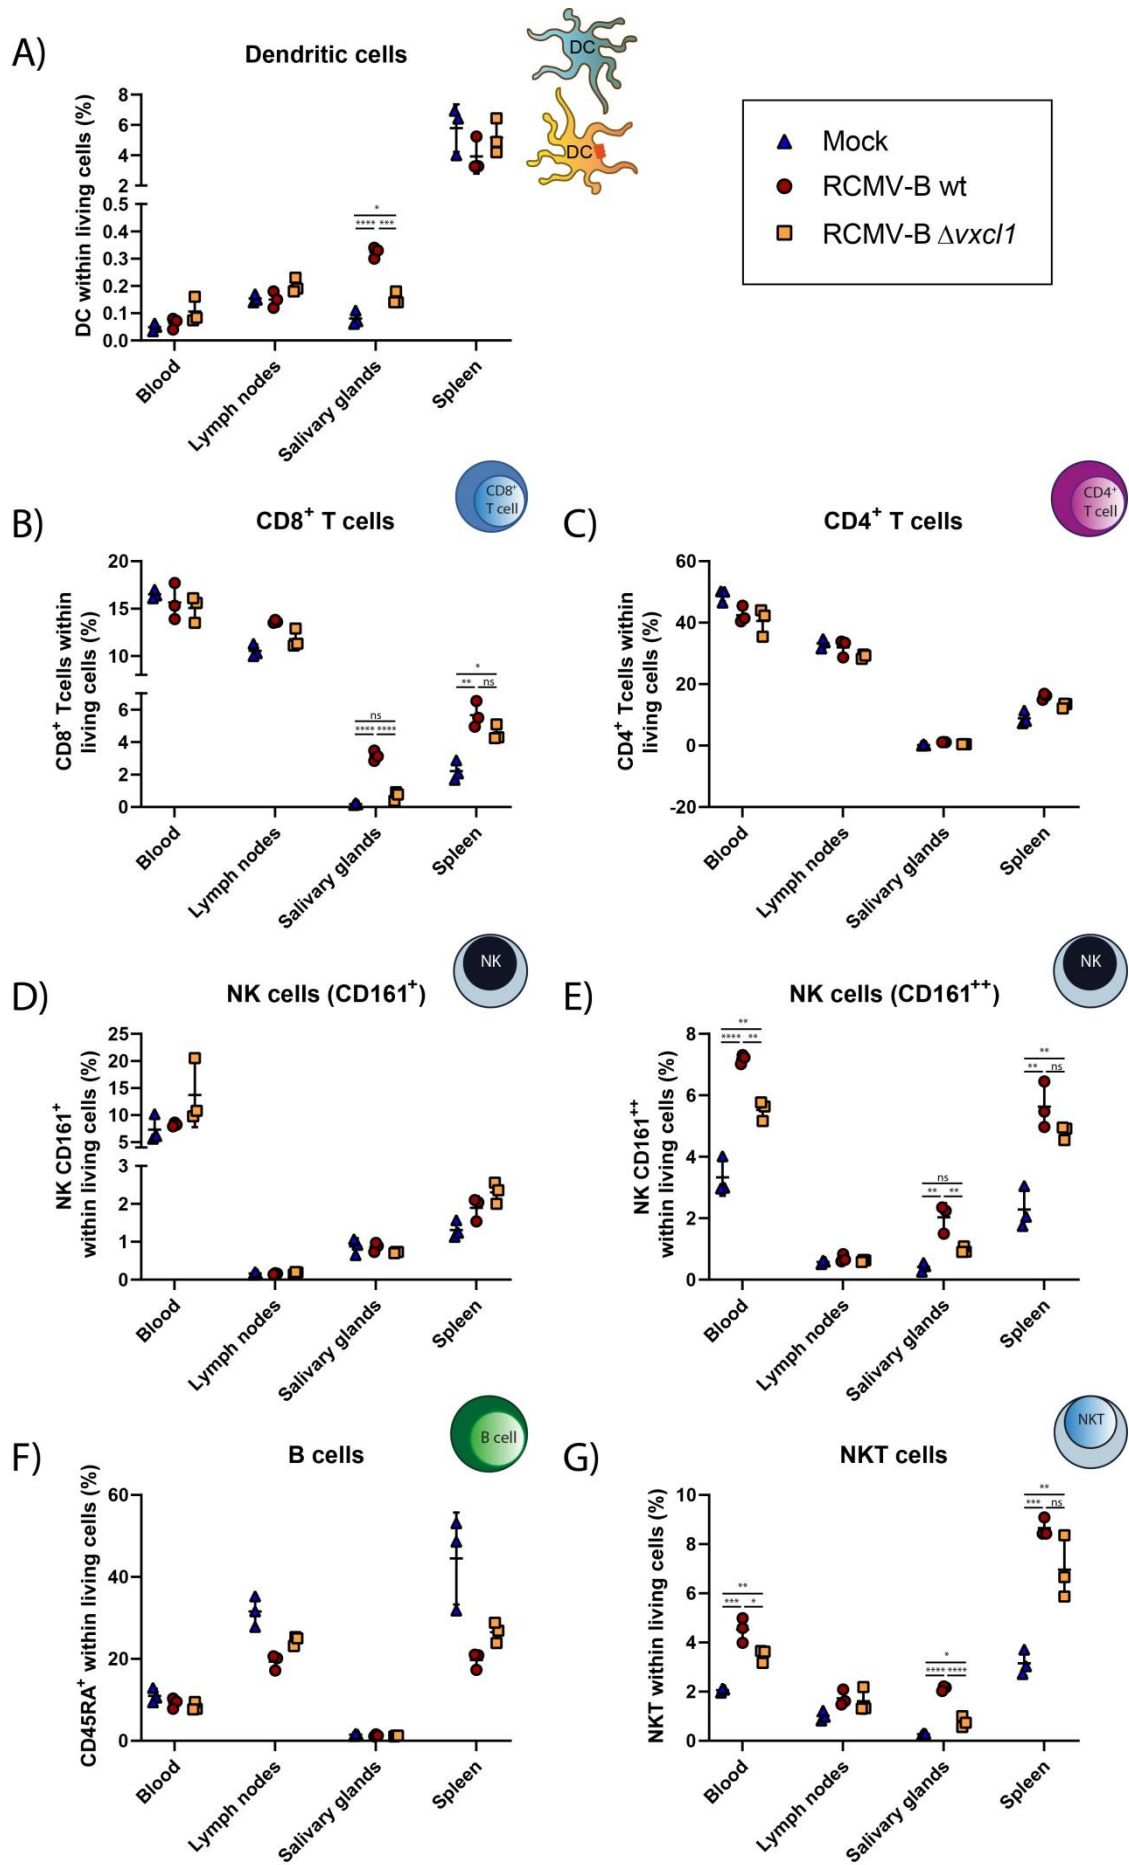 A)
Dendritic cells
DC
DC
DC within living cells (%)
8
6
4
2
0.5
0.4
0.3
0.2
0.1
0.0
*
**** ***
Blood
Lymph nodes
Salivary glands
Spleen
Mock
RCMV-B wt
RCMV-B Δvxcl1
B)
CD8+ T cells
CD8+
T cell
CD8+ Tcells within
living cells (%)
20
15
10
6
4
2
0
ns
**** ****
*
** ns
Blood
Lymph nodes
Salivary glands
Spleen
C)
CD4+ T cells
CD4+
T cell
CD4+ Tcells within
living cells (%)
60
40
20
0
-20
Blood
Lymph nodes
Salivary glands
Spleen
D)
NK cells (CD161+)
NK
NK CD161+
within living cells (%)
25
20
15
10
5
3
2
1
0
Blood
Lymph nodes
Salivary glands
Spleen
E)
NK cells (CD161++)
NK
NK CD161++
within living cells (%)
8
6
4
2
0
**
**** **
ns
** **
**
** ns
Blood
Lymph nodes
Salivary glands
Spleen
F)
B cells
B cell
CD45RA+ within living cells (%)
60
40
20
0
Blood
Lymph nodes
Salivary glands
Spleen
G)
NKT cells
NKT
NKT within living cells (%)
10
8
6
4
2
0
**
*** *
*
**** ****
**
*** ns
Blood
Lymph nodes
Salivary glands
Spleen